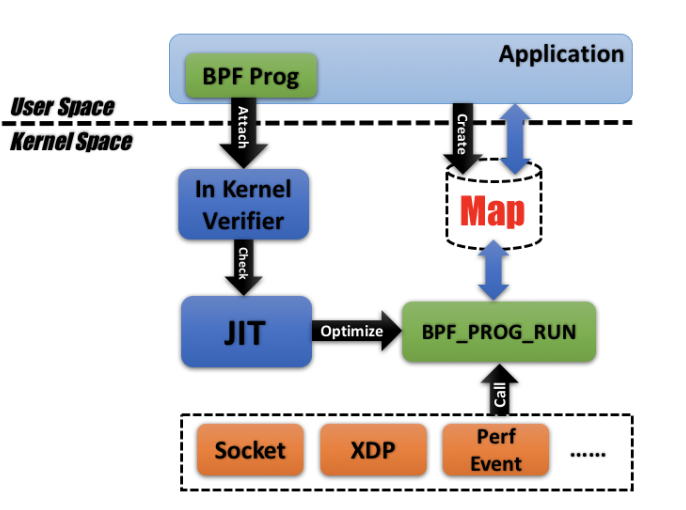 Application
BPF Prog
User Space
Kernel Space
Attach
Create
In Kernel
Verifier
Map
Check
JIT
Optimize
BPF_PROG_RUN
Call
Socket
XDP
Perf
Event
......